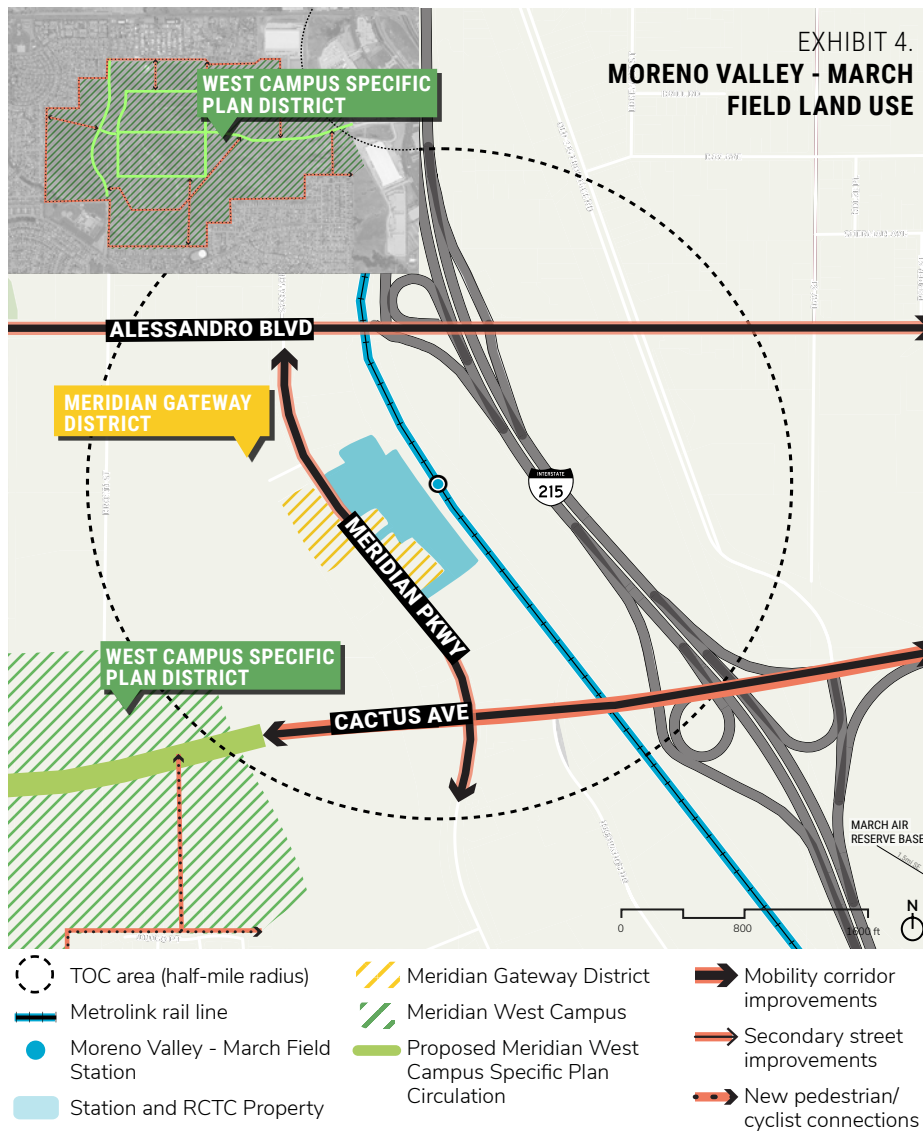 EXHIBIT 4.
MORENO VALLEY - MARCH
FIELD LAND USE
WEST CAMPUS SPECIFIC
PLAN DISTRICT
ALESSANDRO BLVD
MERIDIAN GATEWAY
DISTRICT
INTERSTATE
215
MERIDIAN PKWY
WEST CAMPUS SPECIFIC
PLAN DISTRICT
CACTUS AVE
MARCH AIR
RESERVE BASE
N
0
800
1600 ft
TOC area (half-mile radius)
Metrolink rail line
Moreno Valley - March Field
Station
Station and RCTC Property
Meridian Gateway District
Meridian West Campus
Proposed Meridian West
Campus Specific Plan
Circulation
Mobility corridor
improvements
Secondary street
improvements
New pedestrian/
cyclist connections